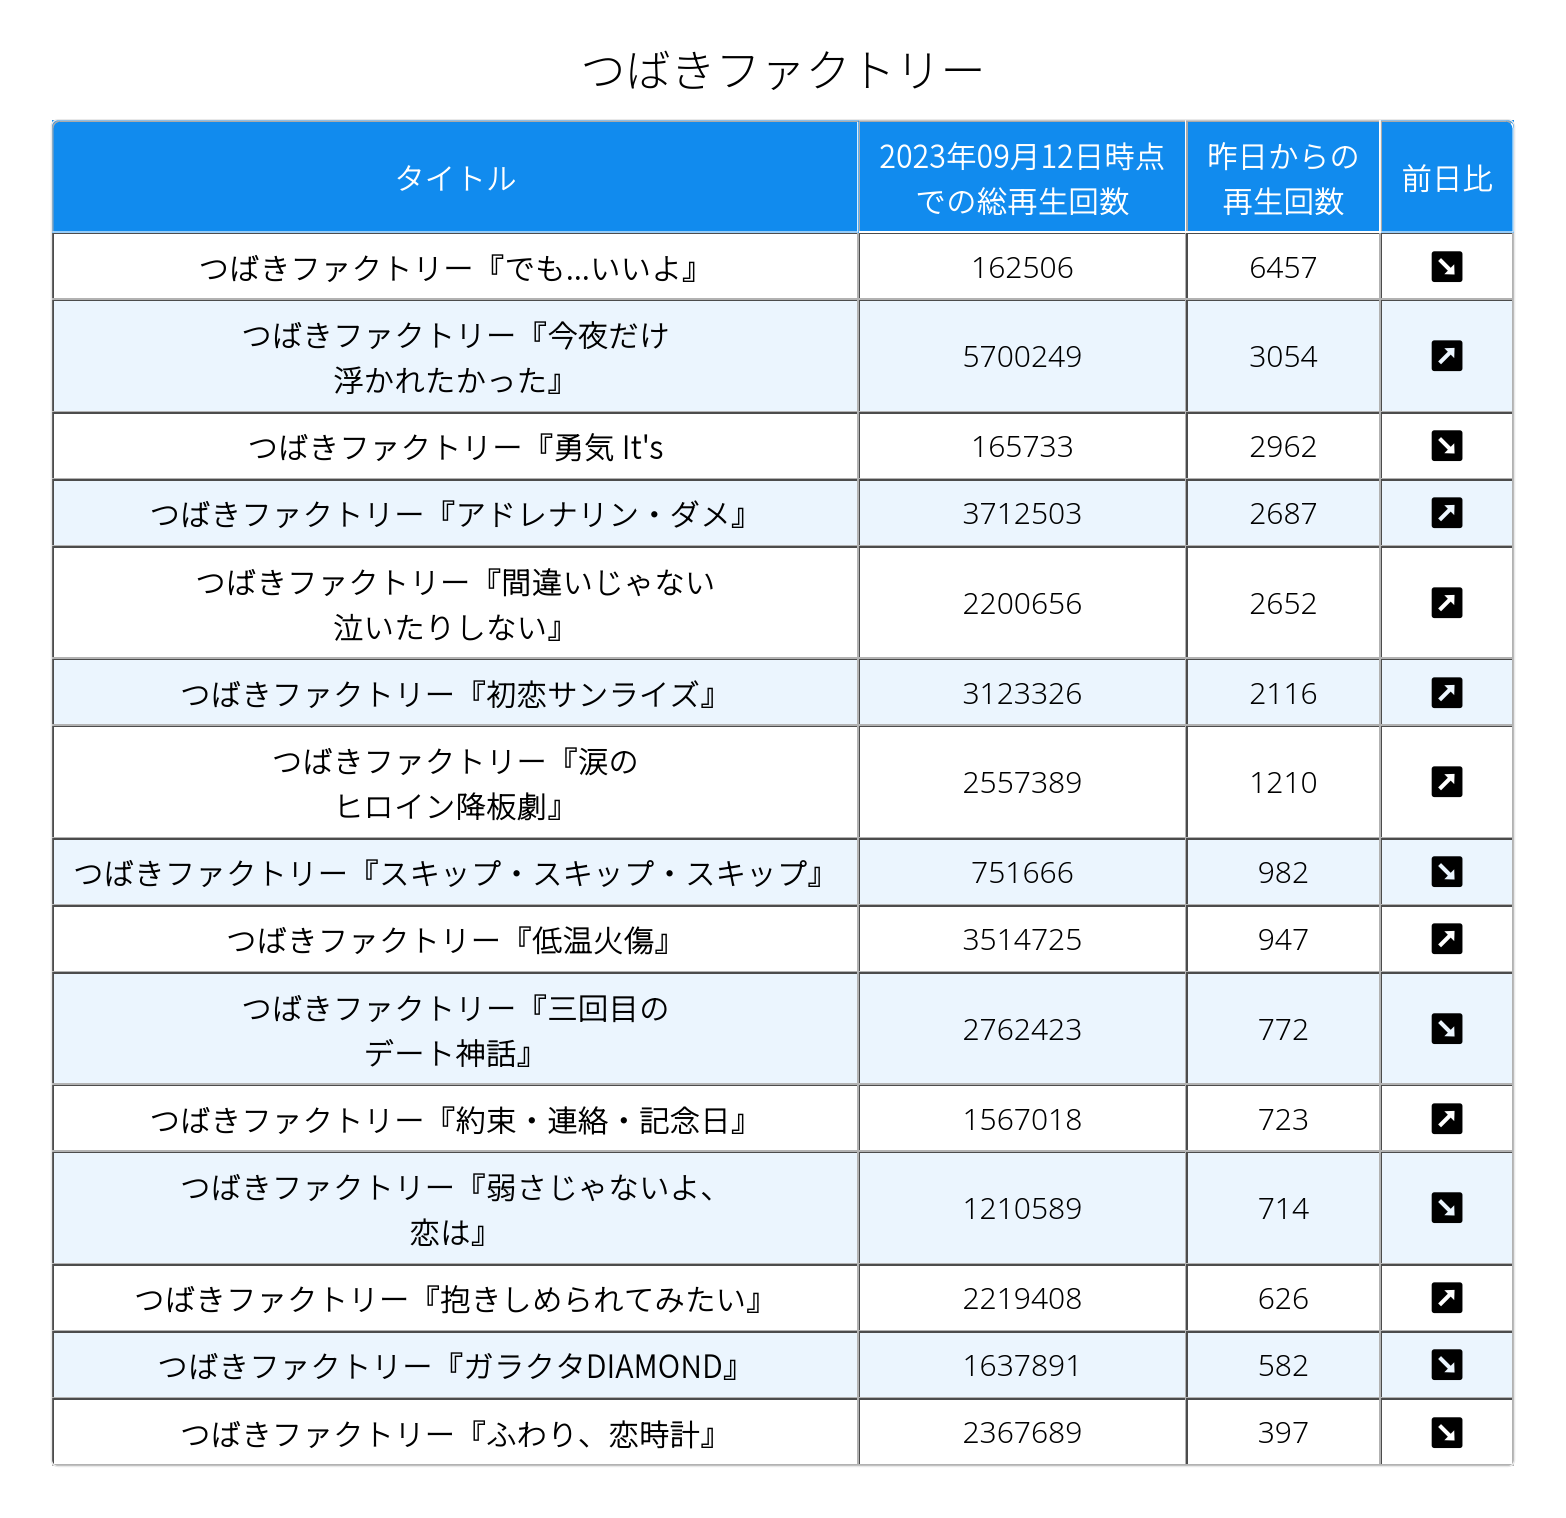 つばきファクトリー
タイトル
2023年09月12日時点
での総再生回数
昨日からの
再生回数
前日比
つばきファクトリー『でも...いいよ』
162506
6457
つばきファクトリー『今夜だけ
浮かれたかった』
5700249
3054
つばきファクトリー『勇気 It's
165733
2962
つばきファクトリー『アドレナリン・ダメ』
3712503
2687
つばきファクトリー『間違いじゃない
泣いたりしない』
2200656
2652
つばきファクトリー『初恋サンライズ』
3123326
2116
つばきファクトリー『涙の
ヒロイン降板劇』
2557389
1210
つばきファクトリー『スキップ・スキップ・スキップ』
751666
982
つばきファクトリー『低温火傷』
3514725
947
つばきファクトリー『三回目の
デート神話』
2762423
772
つばきファクトリー『約束・連絡・記念日』
1567018
723
つばきファクトリー『弱さじゃないよ、
恋は』
1210589
714
つばきファクトリー『抱きしめられてみたい』
2219408
626
つばきファクトリー『ガラクタDIAMOND』
1637891
582
つばきファクトリー『ふわり、恋時計』
2367689
397